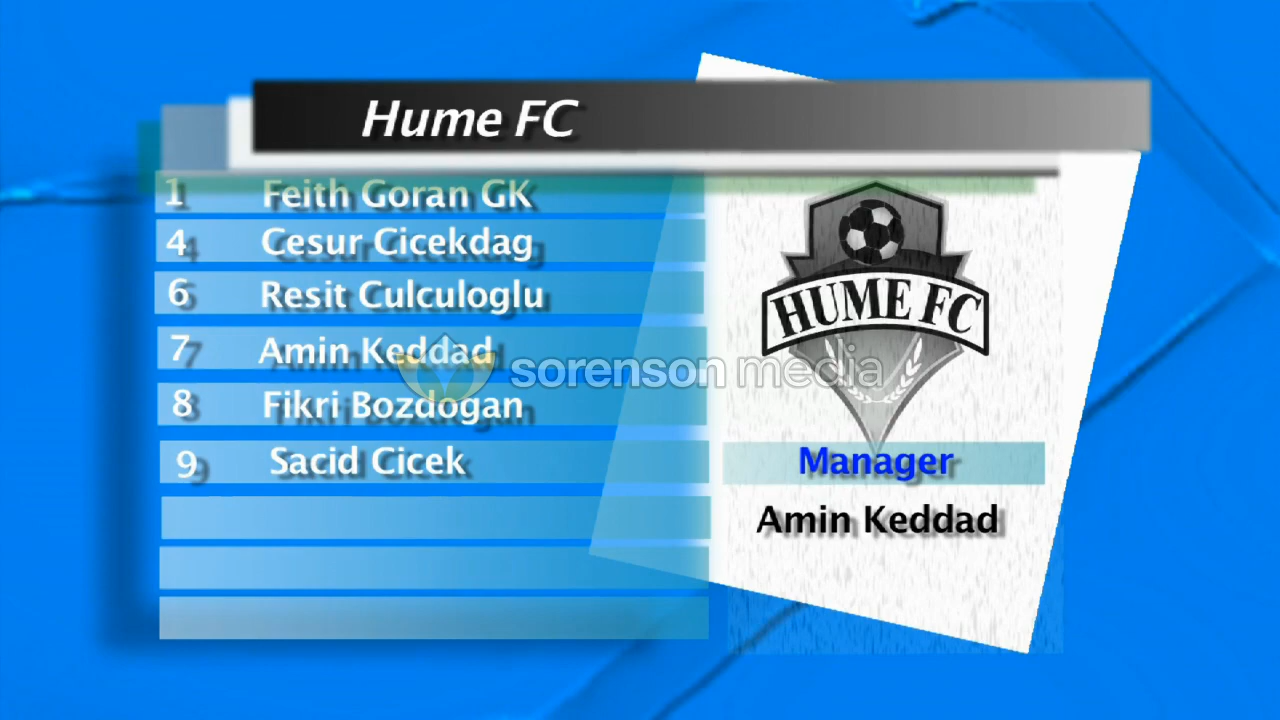 Hume FC
1 Feith Goran GK
4 Cesur Cicekdag
6 Resit Culculoglu
7 Amin Keddad
8 Fikri Bozdogan
9 Sacid Cicek
HUME FC
sorenson media
Manager
Amin Keddad